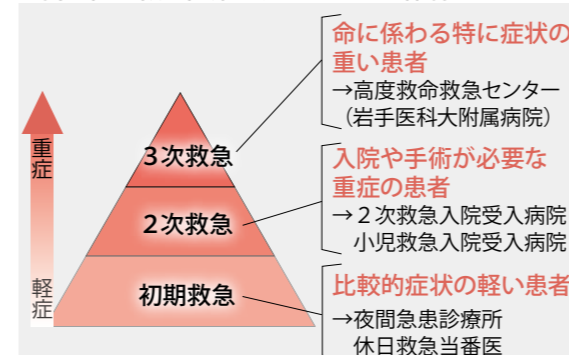 命に係わる特に症状の
重い患者
→高度救命救急センター
（岩手医科大附属病院）
重症
3次救急
入院や手術が必要な
重症の患者
→２次救急入院受入病院
小児救急入院受入病院
2次救急
比較的症状の軽い患者
→夜間急患診療所
休日救急当番医
初期救急
軽症